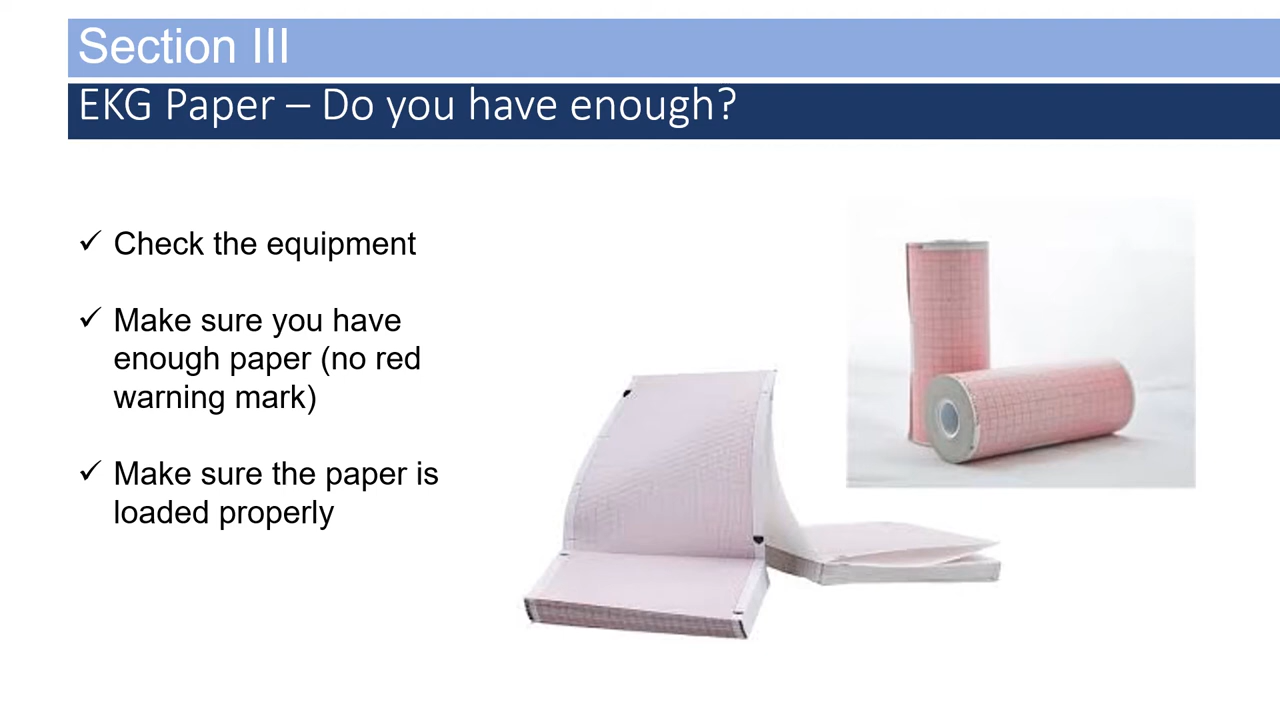 Section III
EKG Paper – Do you have enough?
✓ Check the equipment
✓ Make sure you have
enough paper (no red
warning mark)
✓ Make sure the paper is
loaded properly